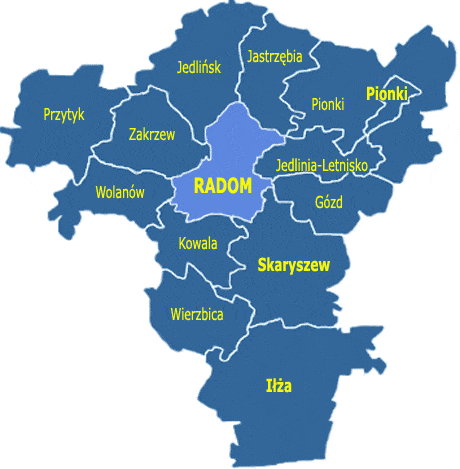 Jastrzębia
Jedlińsk
Pionki
Pionki
Przytyk
Zakrzew
Jedlinia-Letnisko
RADOM
Wolanów
Gózd
Kowala
Skaryszew
Wierzbica
Iłża